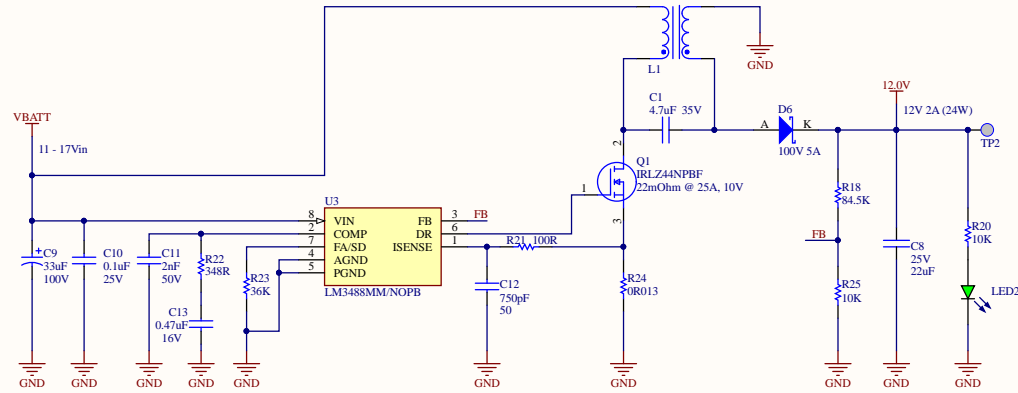 L1
GND
C1
4.7uF 35V
D6
A K
100V 5A
12.0V
12V 2A (24W)
TP2
VBATT
11 - 17Vin
2
Q1
IRLZ44NPBF
22mOhm @ 25A, 10V
1
3
U3
8 VIN FB 3 FB
2 COMP DR 6
7 FA/SD ISENSE 1
4 AGND
5 PGND
LM3488MM/NOPB
R21 100R
R18
84.5K
FB
R20
10K
C9
33uF
100V
+
C10
0.1uF
25V
C11
2nF
50V
R22
348R
R23
36K
C13
0.47uF
16V
C12
750pF
50
R24
0R013
R25
10K
C8
25V
22uF
LED2
GND
GND
GND
GND
GND
GND
GND
GND
GND
GND